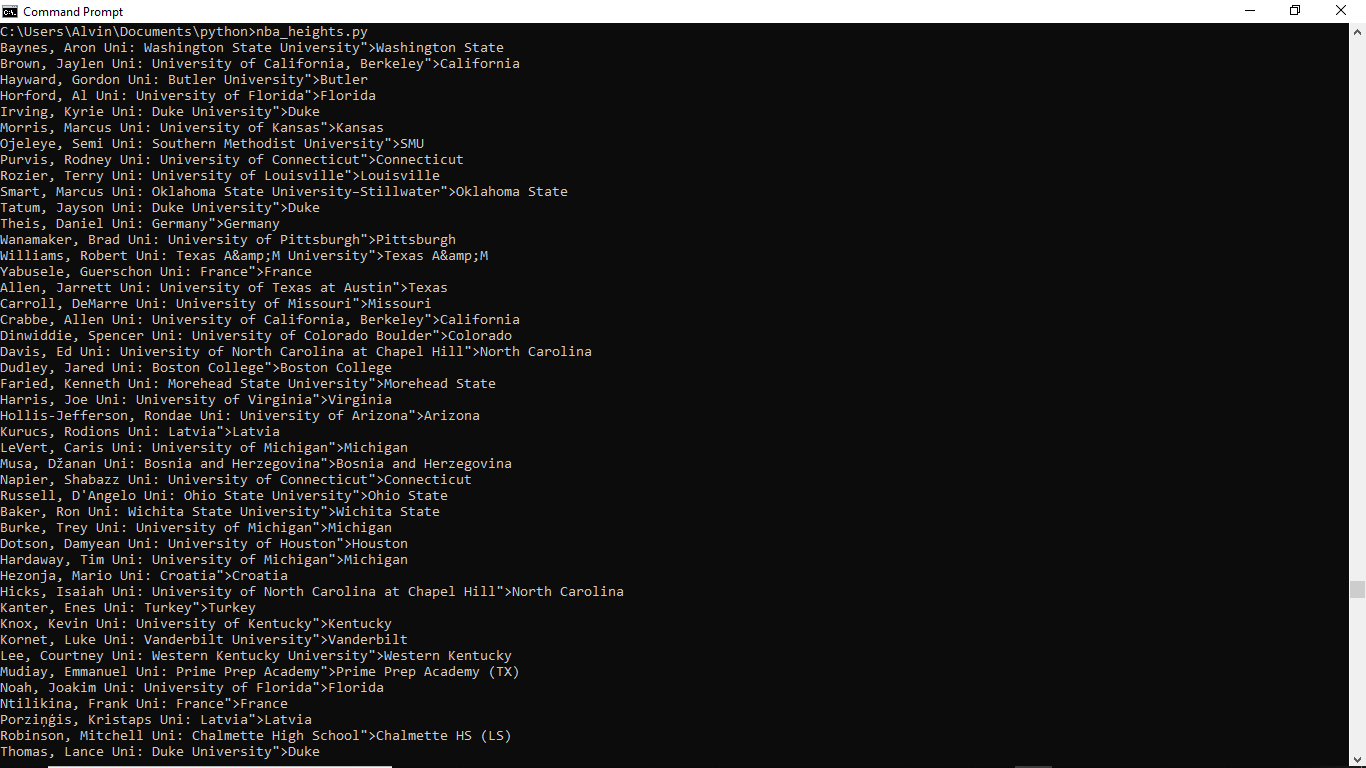 Command Prompt
C:\Users\Alvin\Documents\python>nba_heights.py
Baynes, Aron Uni: Washington State University">Washington State
Brown, Jaylen Uni: University of California, Berkeley">California
Hayward, Gordon Uni: Butler University">Butler
Horford, Al Uni: University of Florida">Florida
Irving, Kyrie Uni: Duke University">Duke
Morris, Marcus Uni: University of Kansas">Kansas
Ojeleye, Semi Uni: Southern Methodist University">SMU
Purvis, Rodney Uni: University of Connecticut">Connecticut
Rozier, Terry Uni: University of Louisville">Louisville
Smart, Marcus Uni: Oklahoma State University–Stillwater">Oklahoma State
Tatum, Jayson Uni: Duke University">Duke
Theis, Daniel Uni: Germany">Germany
Wanamaker, Brad Uni: University of Pittsburgh">Pittsburgh
Williams, Robert Uni: Texas A&amp;M University">Texas A&amp;M
Yabusele, Guerschon Uni: France">France
Allen, Jarrett Uni: University of Texas at Austin">Texas
Carroll, DeMarre Uni: University of Missouri">Missouri
Crabbe, Allen Uni: University of California, Berkeley">California
Dinwiddie, Spencer Uni: University of Colorado Boulder">Colorado
Davis, Ed Uni: University of North Carolina at Chapel Hill">North Carolina
Dudley, Jared Uni: Boston College">Boston College
Faried, Kenneth Uni: Morehead State University">Morehead State
Harris, Joe Uni: University of Virginia">Virginia
Hollis-Jefferson, Rondae Uni: University of Arizona">Arizona
Kurucs, Rodions Uni: Latvia">Latvia
LeVert, Caris Uni: University of Michigan">Michigan
Musa, Džanan Uni: Bosnia and Herzegovina">Bosnia and Herzegovina
Napier, Shabazz Uni: University of Connecticut">Connecticut
Russell, D'Angelo Uni: Ohio State University">Ohio State
Baker, Ron Uni: Wichita State University">Wichita State
Burke, Trey Uni: University of Michigan">Michigan
Dotson, Damyean Uni: University of Houston">Houston
Hardaway, Tim Uni: University of Michigan">Michigan
Hezonja, Mario Uni: Croatia">Croatia
Hicks, Isaiah Uni: University of North Carolina at Chapel Hill">North Carolina
Kanter, Enes Uni: Turkey">Turkey
Knox, Kevin Uni: University of Kentucky">Kentucky
Kornet, Luke Uni: Vanderbilt University">Vanderbilt
Lee, Courtney Uni: Western Kentucky University">Western Kentucky
Mudiay, Emmanuel Uni: Prime Prep Academy">Prime Prep Academy (TX)
Noah, Joakim Uni: University of Florida">Florida
Ntilikina, Frank Uni: France">France
Porziņģis, Kristaps Uni: Latvia">Latvia
Robinson, Mitchell Uni: Chalmette High School">Chalmette HS (LS)
Thomas, Lance Uni: Duke University">Duke